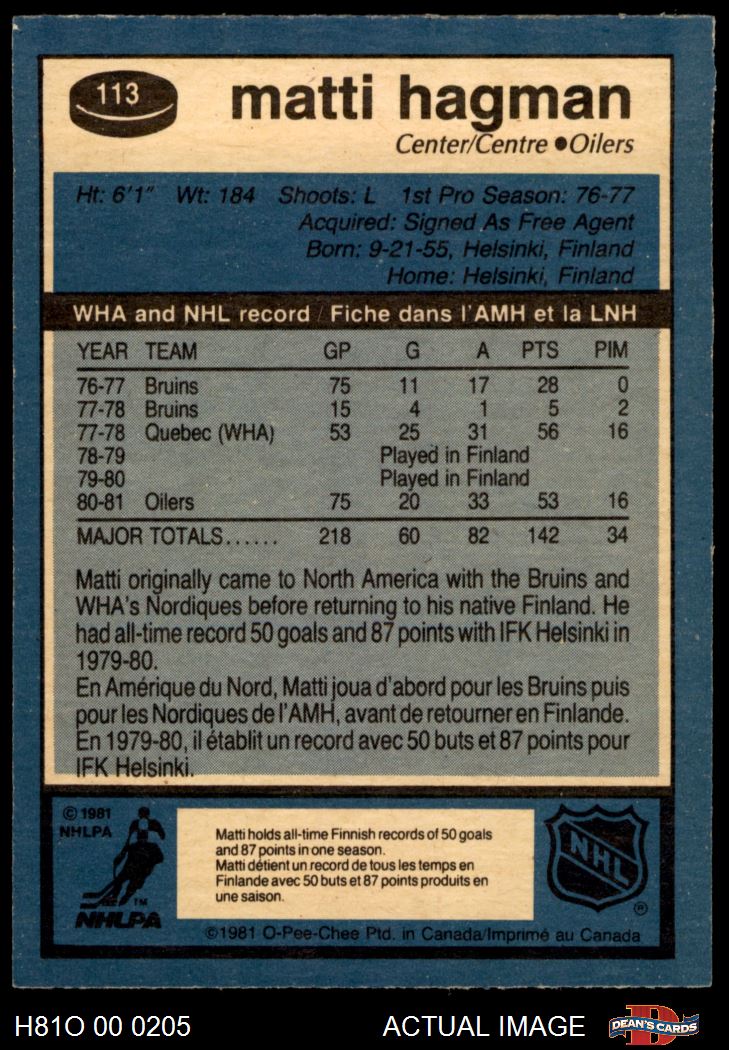 113
matti hagman
Center/Centre ●Oilers
Ht: 6'1" Wt: 184 Shoots: L 1st Pro Season: 76-77
Acquired: Signed As Free Agent
Born: 9-21-55, Helsinki, Finland
Home: Helsinki, Finland
WHA and NHL record / Fiche dans l'AMH et la LNH
YEAR TEAM GP G A PTS PIM
76-77 Bruins 75 11 17 28 0
77-78 Bruins 15 4 1 5 2
77-78 Quebec (WHA) 53 25 31 56 16
78-79 Played in Finland
79-80 Played in Finland
80-81 Oilers 75 20 33 53 16
MAJOR TOTALS...... 218 60 82 142 34
Matti originally came to North America with the Bruins and
WHA's Nordiques before returning to his native Finland. He
had all-time record 50 goals and 87 points with IFK Helsinki in
1979-80.
En Amérique du Nord, Matti joua d'abord pour les Bruins puis
pour les Nordiques de l'AMH, avant de retourner en Finlande.
En 1979-80, il établit un record avec 50 buts et 87 points pour
IFK Helsinki.
© 1981
NHLPA
TM
NHLPA
Matti holds all-time Finnish records of 50 goals
and 87 points in one season.
Matti détient un record de tous les temps en
Finlande avec 50 buts et 87 points produits en
une saison.
NHL
®
©1981 O-Pee-Chee Ptd. in Canada/Imprimé au Canada
H81O 00 0205 ACTUAL IMAGE D DEAN'S CARDS